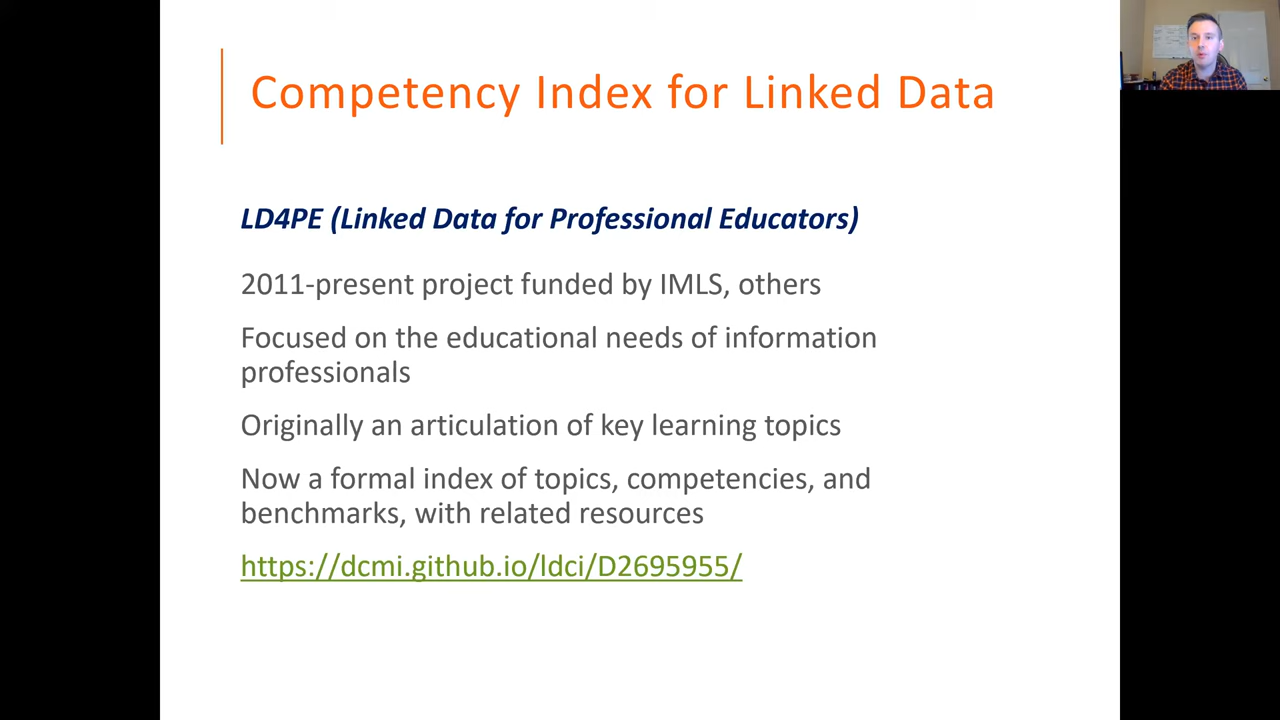 Competency Index for Linked Data
LD4PE (Linked Data for Professional Educators)
2011-present project funded by IMLS, others
Focused on the educational needs of information
professionals
Originally an articulation of key learning topics
Now a formal index of topics, competencies, and
benchmarks, with related resources
https://dcmi.github.io/ldci/D2695955/